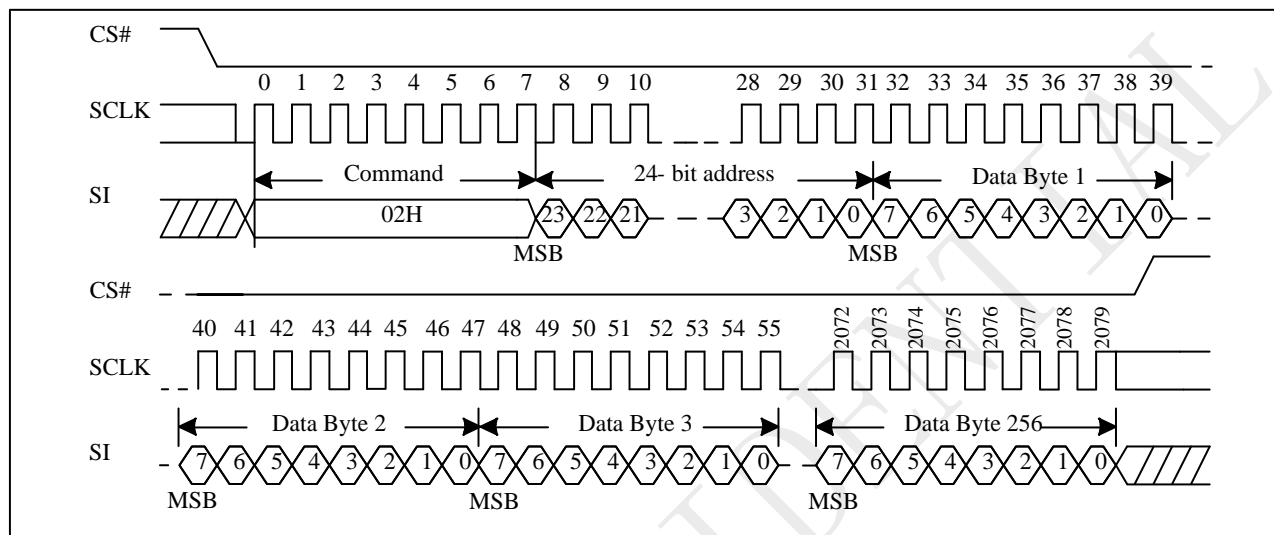 CS#
0 1 2 3 4 5 6 7 8 9 10 28 29 30 31 32 33 34 35 36 37 38 39
SCLK
Command 24- bit address Data Byte 1
SI
02H 23 22 21 3 2 1 0 7 6 5 4 3 2 1 0
MSB MSB
CS#
40 41 42 43 44 45 46 47 48 49 50 51 52 53 54 55 2072 2073 2074 2075 2076 2077 2078 2079
SCLK
Data Byte 2 Data Byte 3 Data Byte 256
SI
7 6 5 4 3 2 1 0 7 6 5 4 3 2 1 0 7 6 5 4 3 2 1 0
MSB MSB MSB
DENTIAL